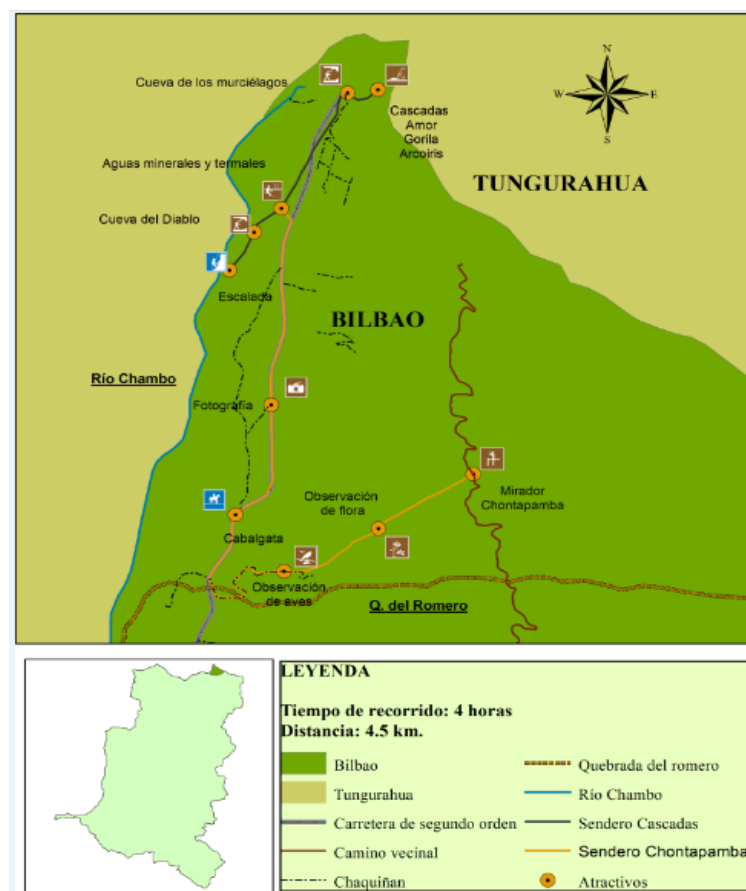 Cueva de los murciélagos
N
W
E
S
Cascadas
Amor
Gorila
Arcoiris
Aguas minerales y termales
TUNGURAHUA
Cueva del Diablo
Escalada
BILBAO
Río Chambo
Fotografía
Observación
de flora
Mirador
Chontapamba
Cabalgata
Observación
de aves
Q. del Romero
LEYENDA
Tiempo de recorrido: 4 horas
Distancia: 4.5 km.
Bilbao
Tungurahua
Carretera de segundo orden
Camino vecinal
Chaquiñan
Quebrada del romero
Río Chambo
Sendero Cascadas
Sendero Chontapamba
Atractivos